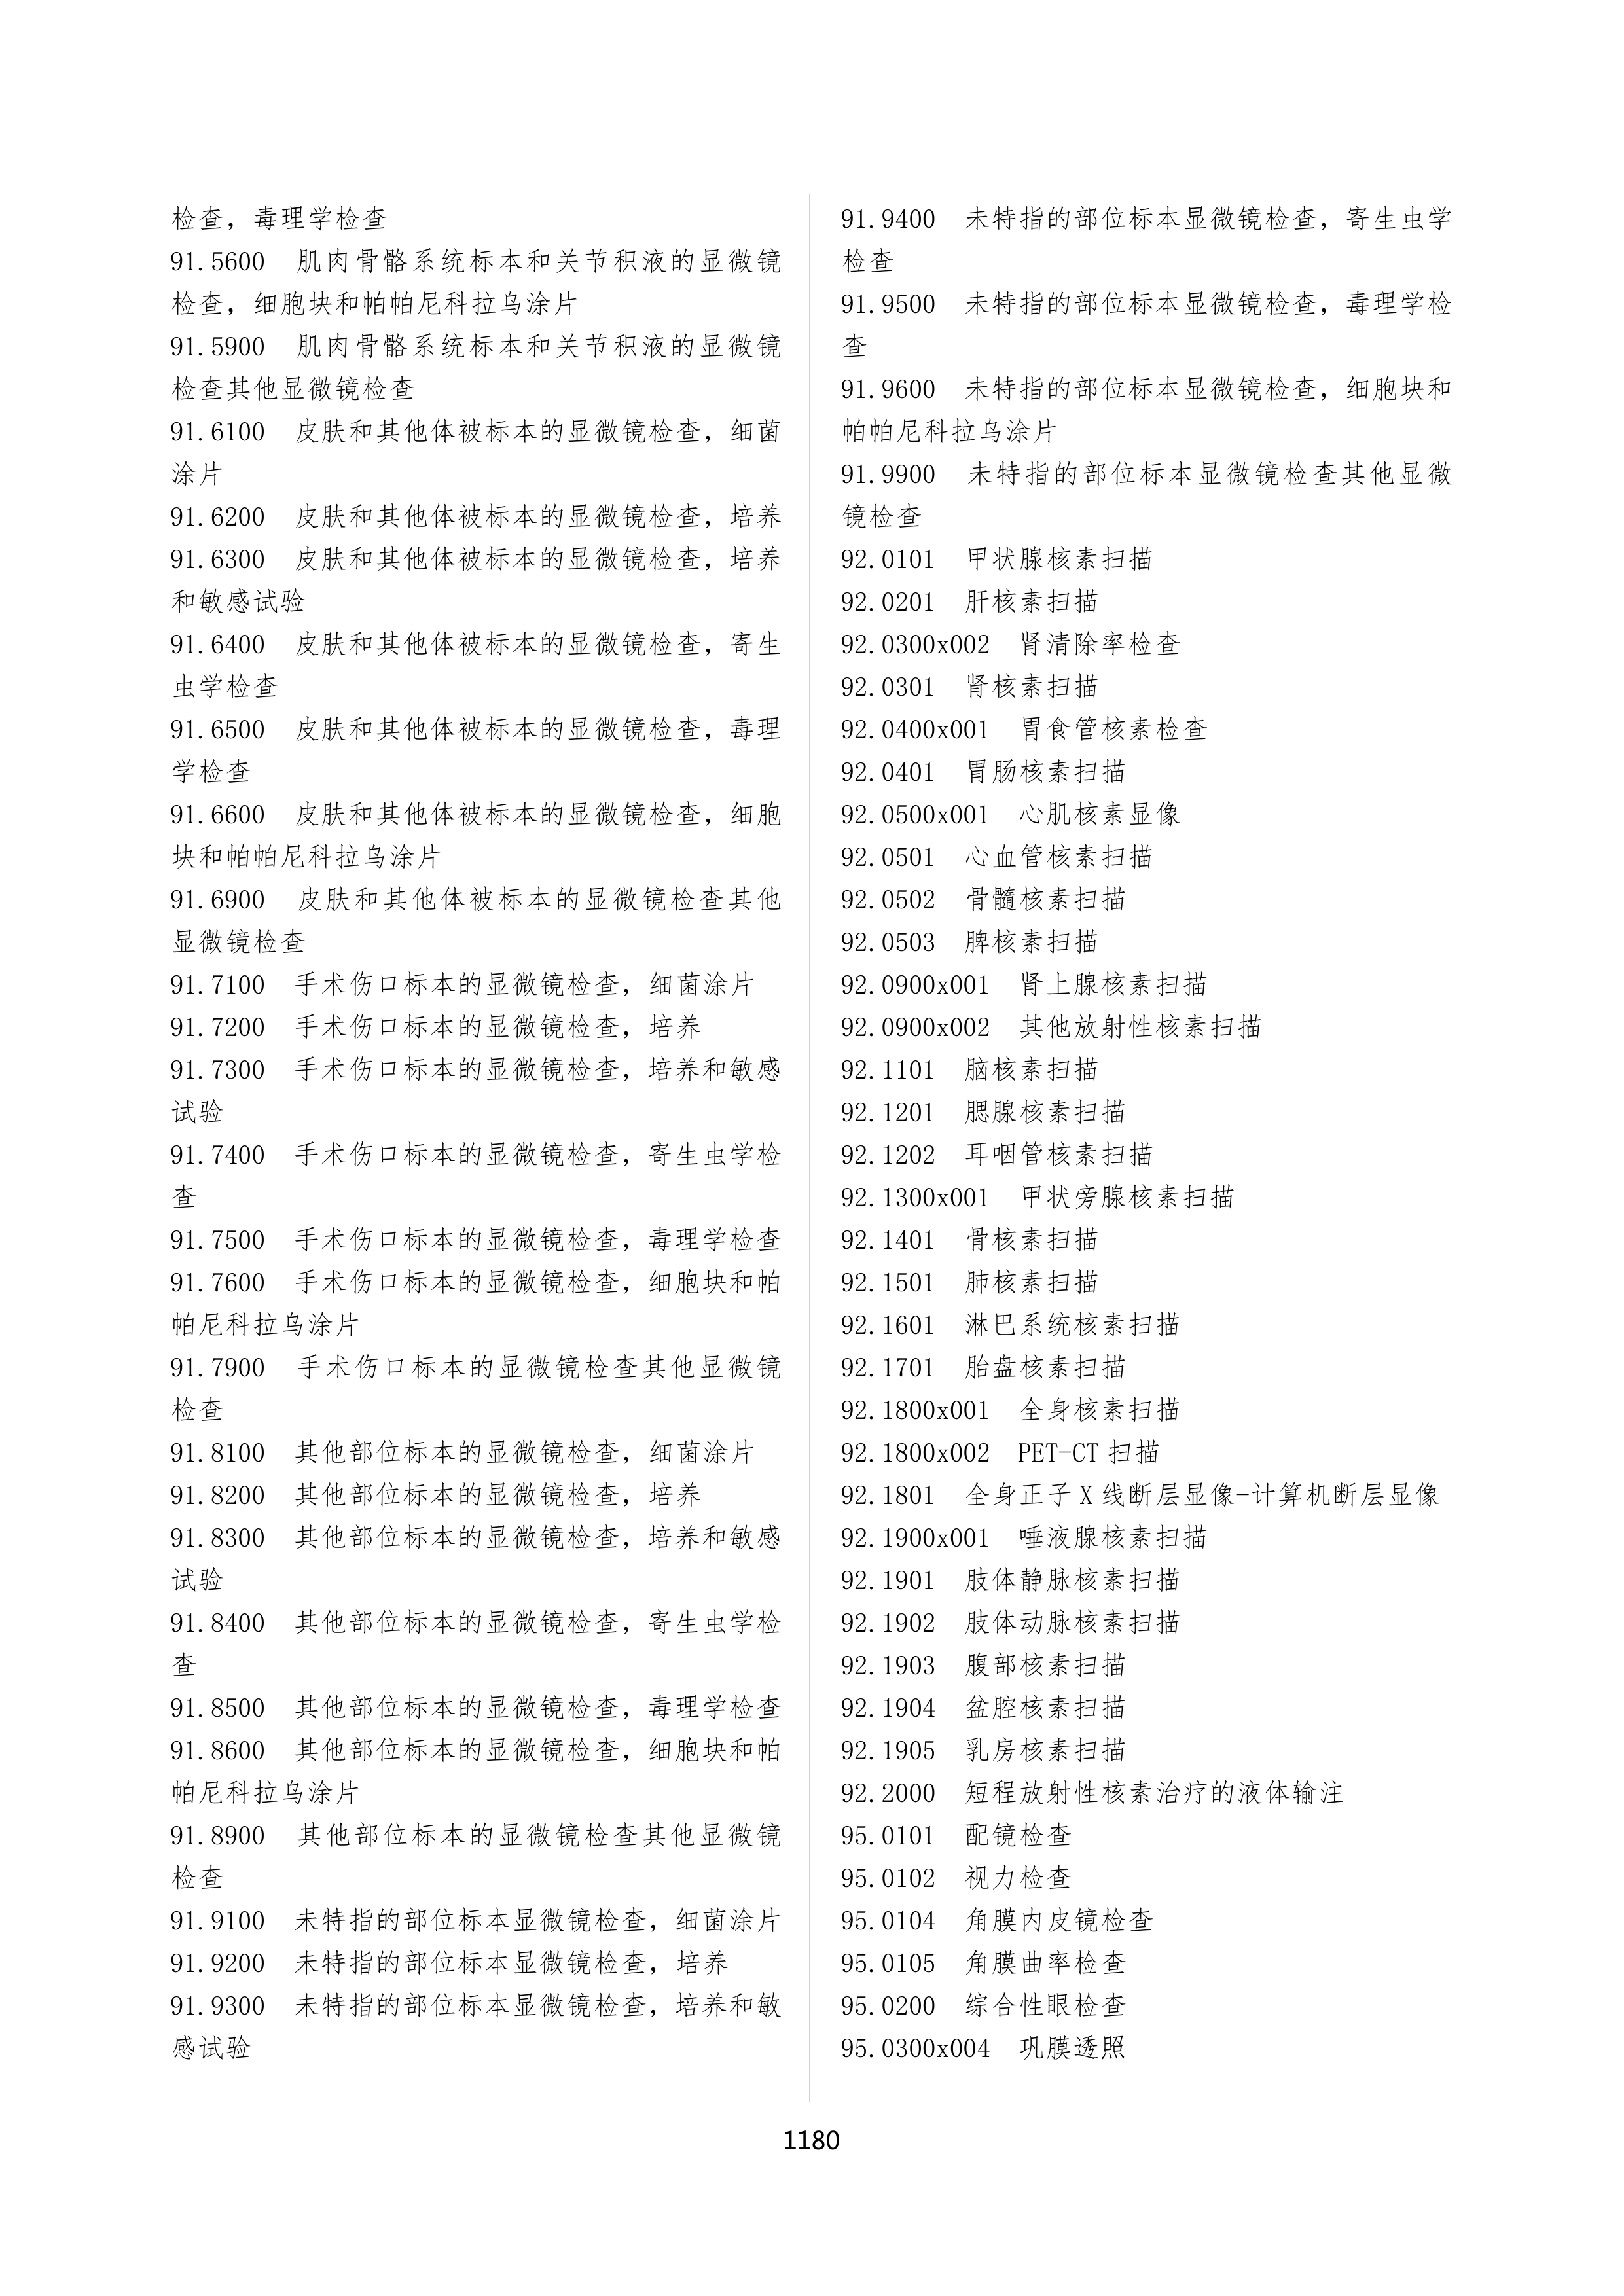 检查，毒理学检查
91.5600 肌肉骨骼系统标本和关节积液的显微镜
检查，细胞块和帕帕尼科拉乌涂片
91.5900 肌肉骨骼系统标本和关节积液的显微镜
检查其他显微镜检查
91.6100 皮肤和其他体被标本的显微镜检查，细菌
涂片
91.6200 皮肤和其他体被标本的显微镜检查，培养
91.6300 皮肤和其他体被标本的显微镜检查，培养
和敏感试验
91.6400 皮肤和其他体被标本的显微镜检查，寄生
虫学检查
91.6500 皮肤和其他体被标本的显微镜检查，毒理
学检查
91.6600 皮肤和其他体被标本的显微镜检查，细胞
块和帕帕尼科拉乌涂片
91.6900 皮肤和其他体被标本的显微镜检查其他
显微镜检查
91.7100 手术伤口标本的显微镜检查，细菌涂片
91.7200 手术伤口标本的显微镜检查，培养
91.7300 手术伤口标本的显微镜检查，培养和敏感
试验
91.7400 手术伤口标本的显微镜检查，寄生虫学检
查
91.7500 手术伤口标本的显微镜检查，毒理学检查
91.7600 手术伤口标本的显微镜检查，细胞块和帕
帕尼科拉乌涂片
91.7900 手术伤口标本的显微镜检查其他显微镜
检查
91.8100 其他部位标本的显微镜检查，细菌涂片
91.8200 其他部位标本的显微镜检查，培养
91.8300 其他部位标本的显微镜检查，培养和敏感
试验
91.8400 其他部位标本的显微镜检查，寄生虫学检
查
91.8500 其他部位标本的显微镜检查，毒理学检查
91.8600 其他部位标本的显微镜检查，细胞块和帕
帕尼科拉乌涂片
91.8900 其他部位标本的显微镜检查其他显微镜
检查
91.9100 未特指的部位标本显微镜检查，细菌涂片
91.9200 未特指的部位标本显微镜检查，培养
91.9300 未特指的部位标本显微镜检查，培养和敏
感试验
91.9400 未特指的部位标本显微镜检查，寄生虫学
检查
91.9500 未特指的部位标本显微镜检查，毒理学检
查
91.9600 未特指的部位标本显微镜检查，细胞块和
帕帕尼科拉乌涂片
91.9900 未特指的部位标本显微镜检查其他显微
镜检查
92.0101 甲状腺核素扫描
92.0201 肝核素扫描
92.0300x002 肾清除率检查
92.0301 肾核素扫描
92.0400x001 胃食管核素检查
92.0401 胃肠核素扫描
92.0500x001 心肌核素显像
92.0501 心血管核素扫描
92.0502 骨髓核素扫描
92.0503 脾核素扫描
92.0900x001 肾上腺核素扫描
92.0900x002 其他放射性核素扫描
92.1101 脑核素扫描
92.1201 腮腺核素扫描
92.1202 耳咽管核素扫描
92.1300x001 甲状旁腺核素扫描
92.1401 骨核素扫描
92.1501 肺核素扫描
92.1601 淋巴系统核素扫描
92.1701 胎盘核素扫描
92.1800x001 全身核素扫描
92.1800x002 PET-CT 扫描
92.1801 全身正子 X 线断层显像-计算机断层显像
92.1900x001 唾液腺核素扫描
92.1901 肢体静脉核素扫描
92.1902 肢体动脉核素扫描
92.1903 腹部核素扫描
92.1904 盆腔核素扫描
92.1905 乳房核素扫描
92.2000 短程放射性核素治疗的液体输注
95.0101 配镜检查
95.0102 视力检查
95.0104 角膜内皮镜检查
95.0105 角膜曲率检查
95.0200 综合性眼检查
95.0300x004 巩膜透照
1180